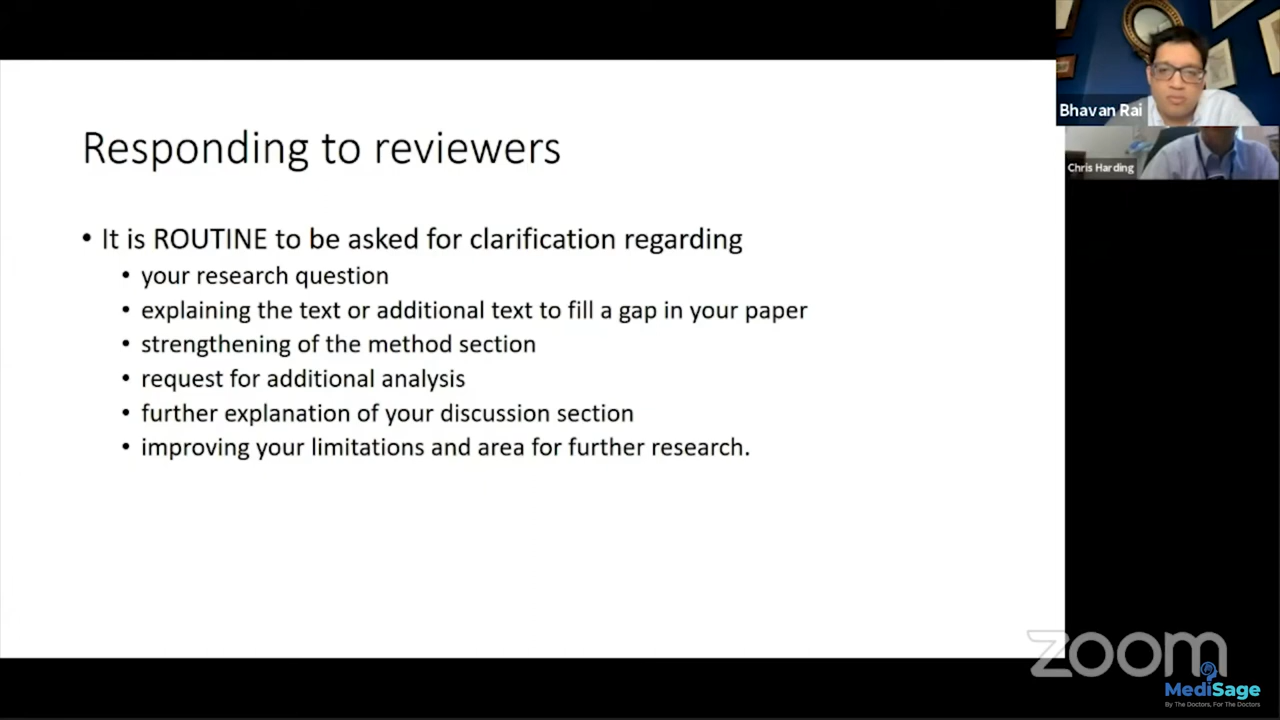 Responding to reviewers
• It is ROUTINE to be asked for clarification regarding
• your research question
• explaining the text or additional text to fill a gap in your paper
• strengthening of the method section
• request for additional analysis
• further explanation of your discussion section
• improving your limitations and area for further research.
Bhavan Rai
Chris Harding
zoom
MediSage
By The Doctors, For The Doctors